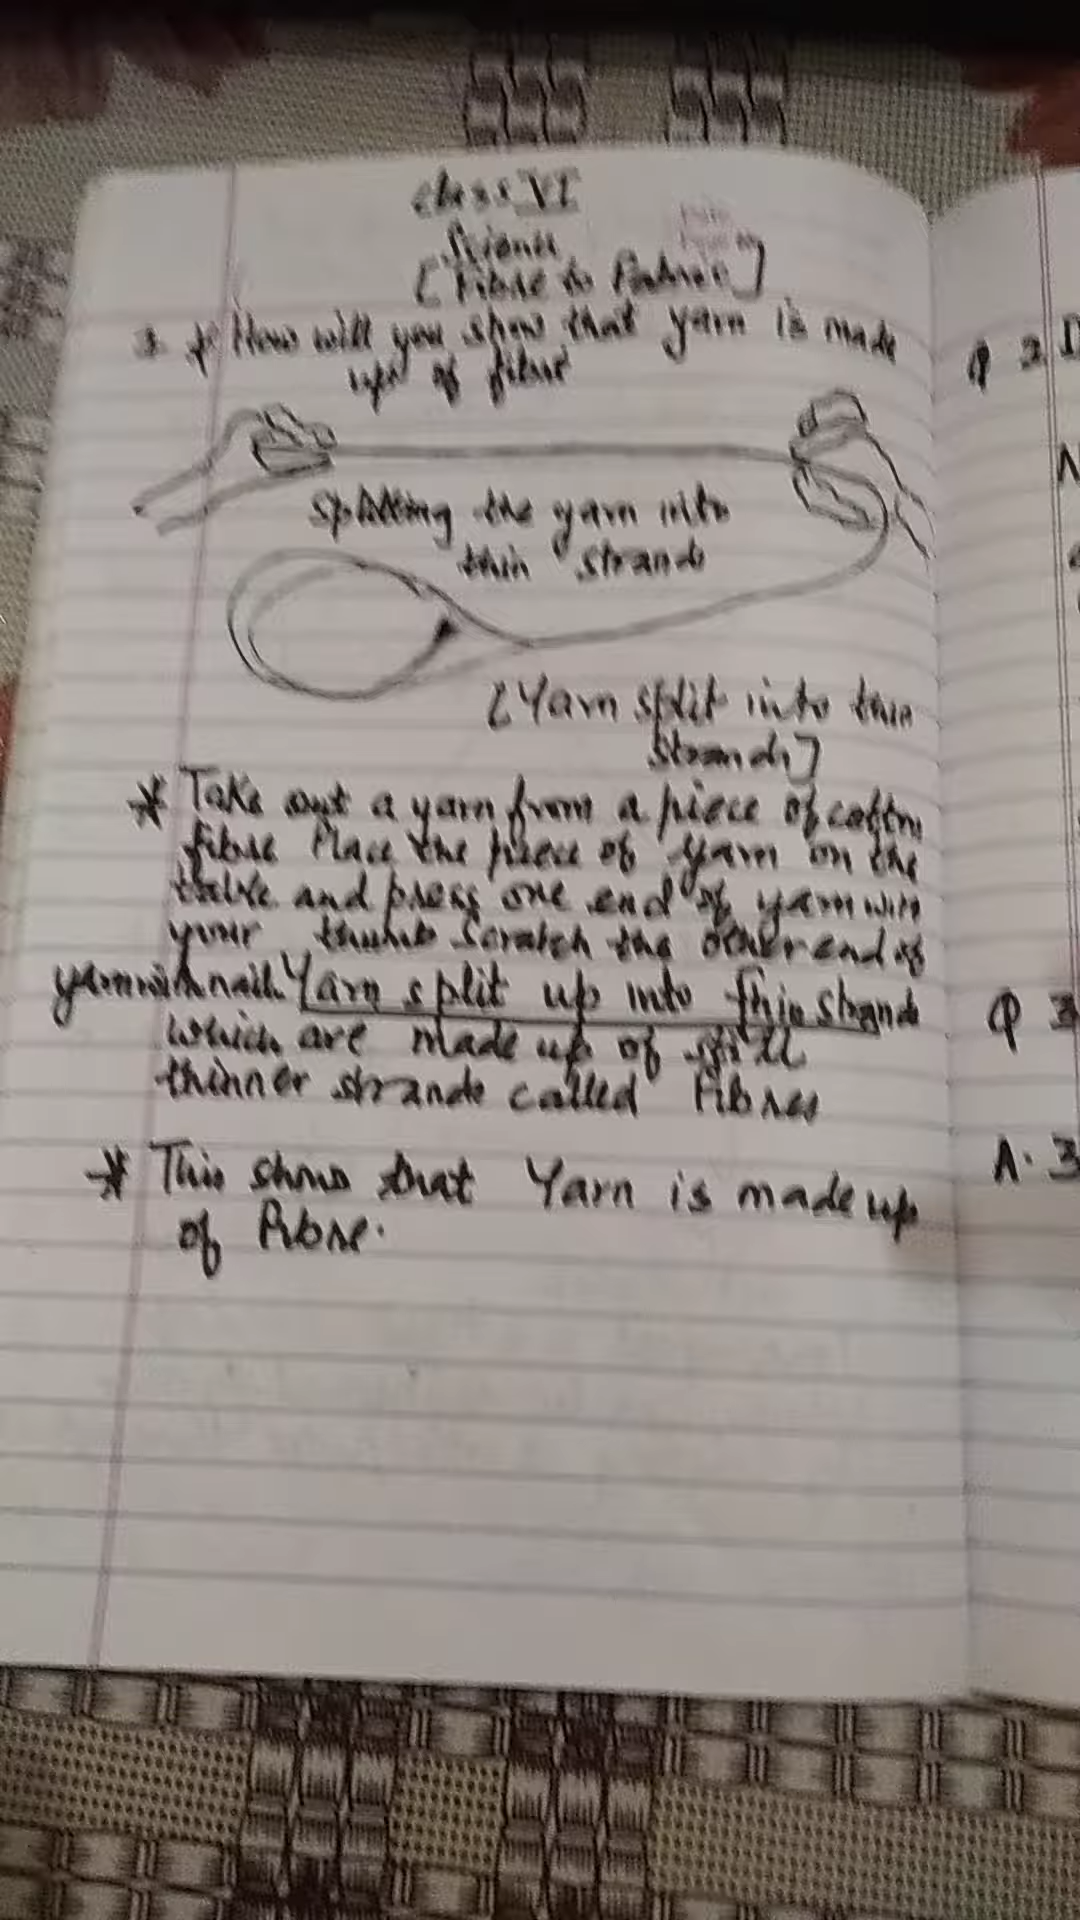 class VI
Science
[Fibre to Fabric]
How will you show that yarn is made
up of fibre
splitting the yarn into
thin strands
[Yarn split into thin
strands]
* Take out a yarn from a piece of cotton
fibre Place the piece of yarn on the
table and press one end of yarn with
your thumb scratch the other end of
yarn with nail. Yarn split up into thin strands
which are made up of still
thinner strands called Fibres
* This shows that Yarn is made up
of Fibre.
Q 2
Q 3
A. 3